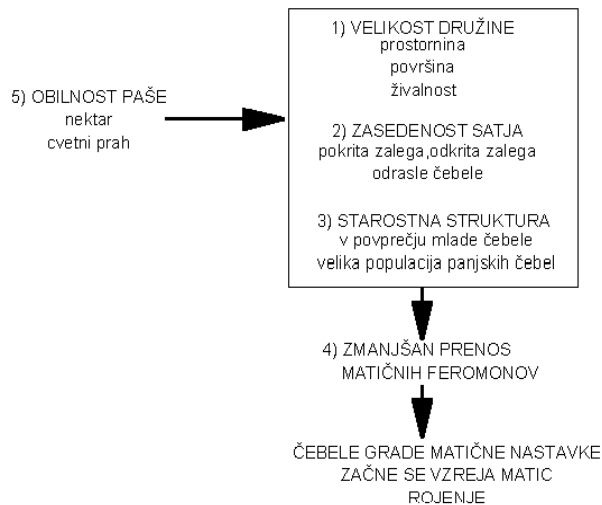 1) VELIKOST DRUŽINE
prostornina
površina
živalnost
5) OBILNOST PAŠE
nektar
cvetni prah
2) ZASEDENOST SATJA
pokrita zalega,odkrita zalega
odrasle čebele
3) STAROSTNA STRUKTURA
v povprečju mlade čebele
velika populacija panjskih čebel
4) ZMANJŠAN PRENOS
MATIČNIH FEROMONOV
ČEBELE GRADE MATIČNE NASTAVKE
ZAČNE SE VZREJA MATIC
ROJENJE